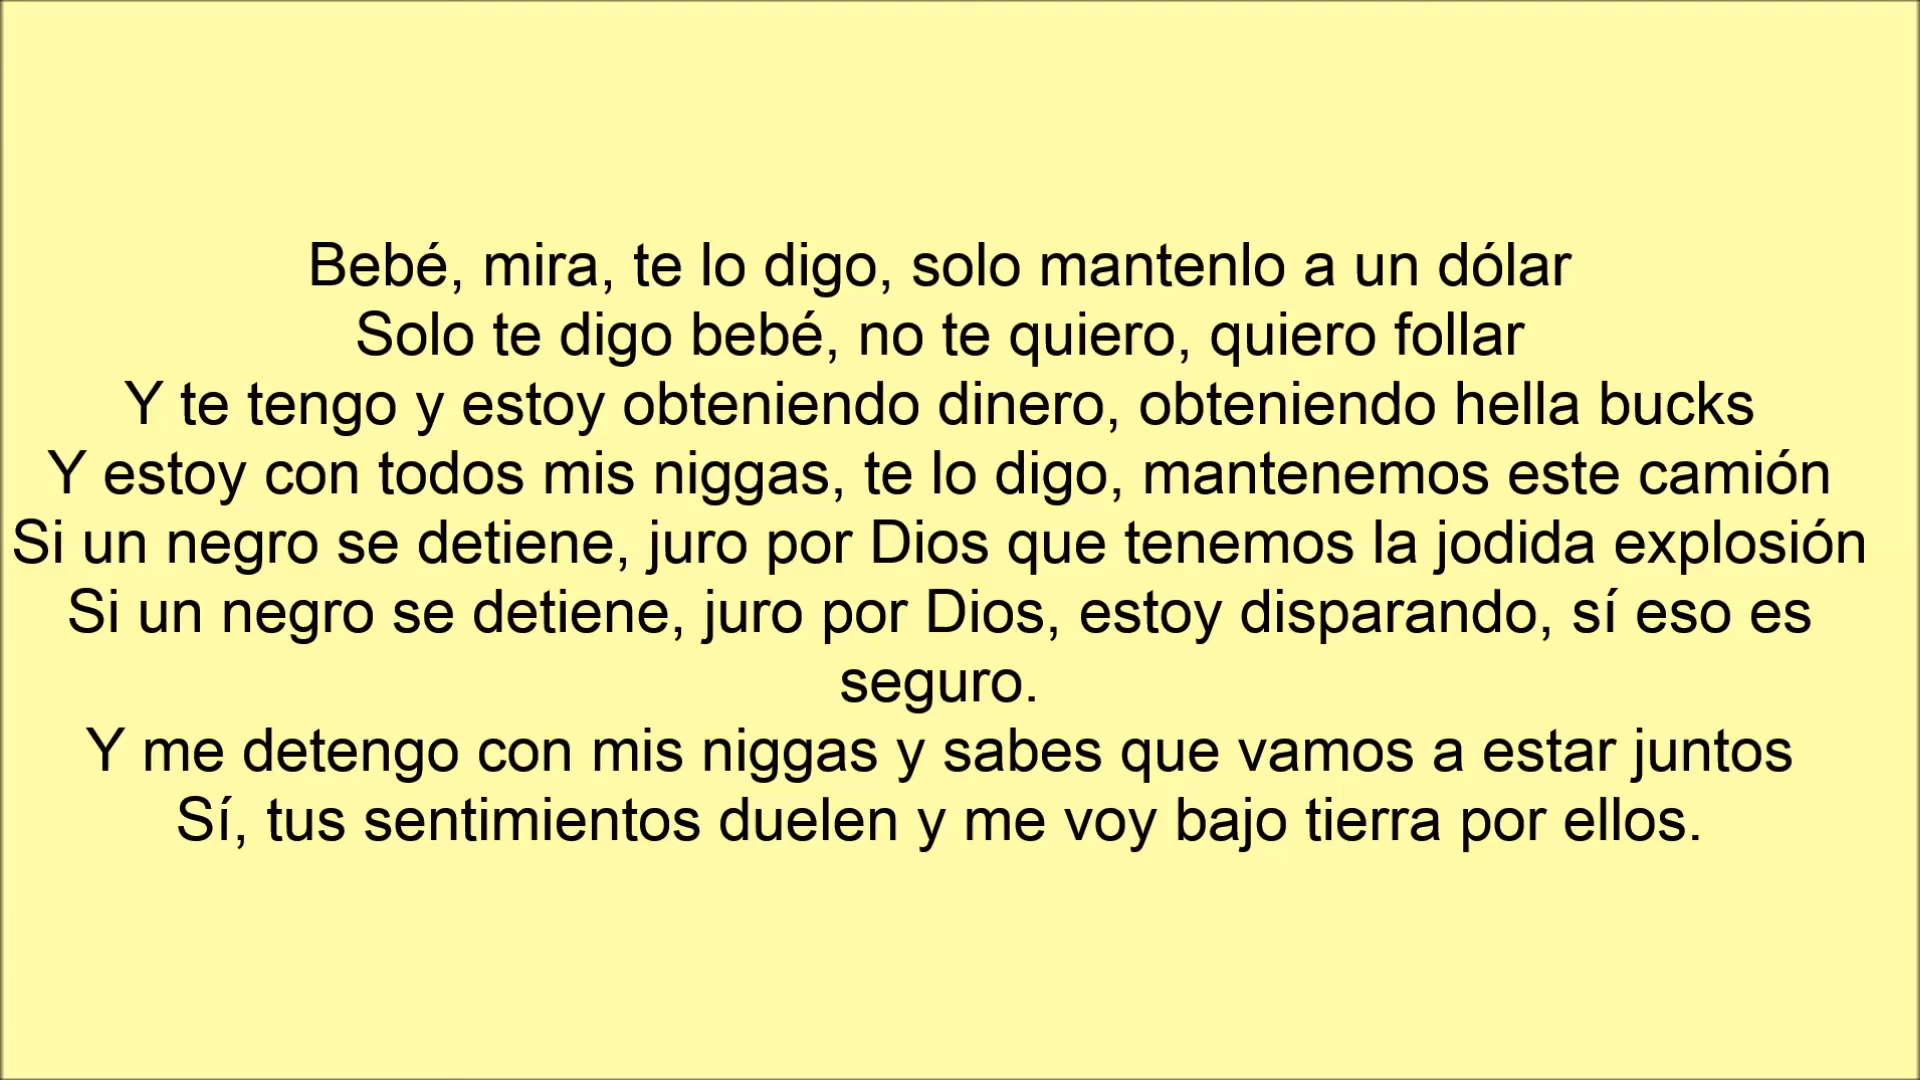 Bebé, mira, te lo digo, solo mantenlo a un dólar
Solo te digo bebé, no te quiero, quiero follar
Y te tengo y estoy obteniendo dinero, obteniendo hella bucks
Y estoy con todos mis niggas, te lo digo, mantenemos este camión
Si un negro se detiene, juro por Dios que tenemos la jodida explosión
Si un negro se detiene, juro por Dios, estoy disparando, sí eso es
seguro.
Y me detengo con mis niggas y sabes que vamos a estar juntos
Sí, tus sentimientos duelen y me voy bajo tierra por ellos.